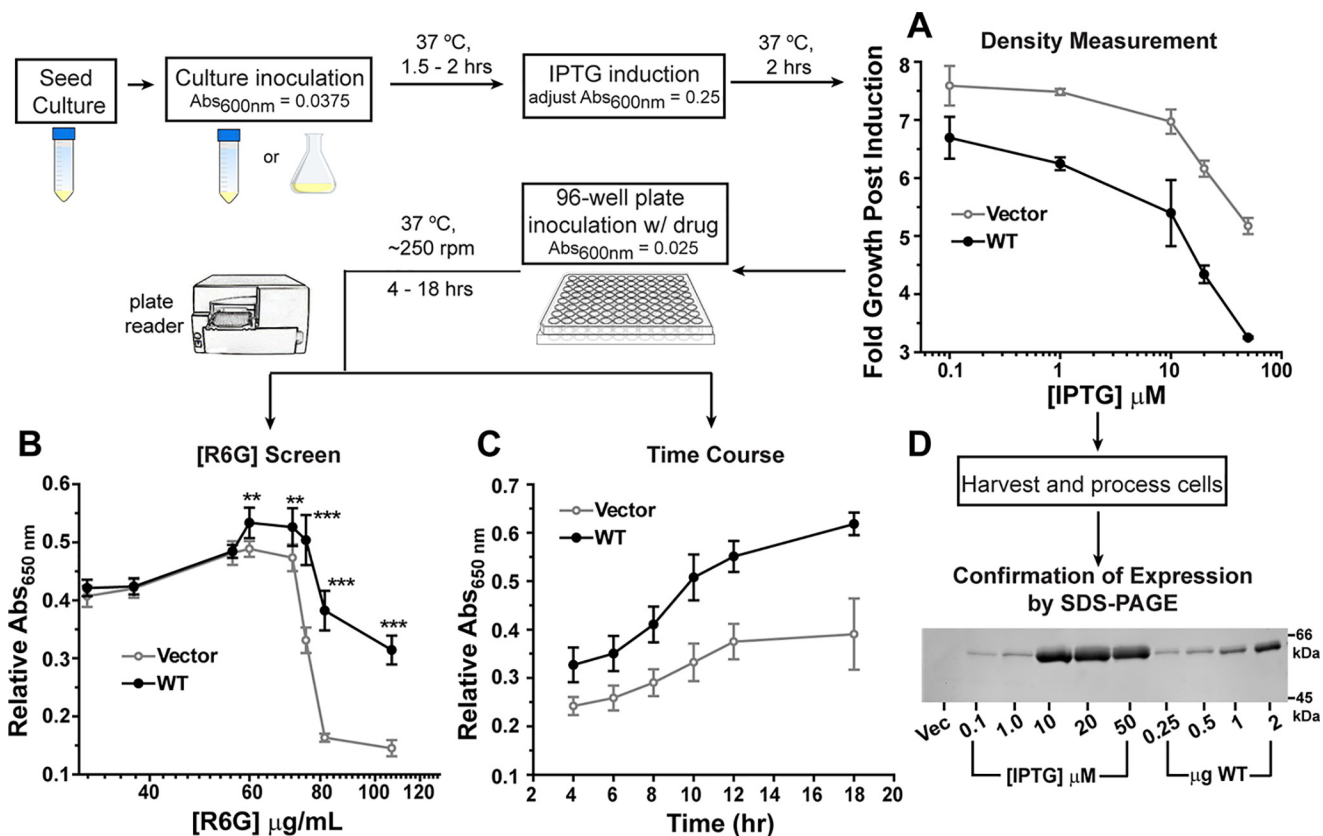 Seed
Culture
Culture inoculation
Abs600nm = 0.0375
or
37 ºC,
1.5 - 2 hrs
IPTG induction
adjust Abs600nm = 0.25
37 ºC,
2 hrs
A
Density Measurement
Fold Growth Post Induction
8
7
6
5
4
3
Vector
WT
0.1
1
10
100
[IPTG] μM
96-well plate
inoculation w/ drug
Abs600nm = 0.025
37 ºC,
~250 rpm
4 - 18 hrs
plate
reader
B
[R6G] Screen
Relative Abs650 nm
0.6
0.5
0.4
0.3
0.2
0.1
**
**
***
***
***
Vector
WT
40
60
80
100
120
[R6G] μg/mL
C
Time Course
Relative Abs650 nm
0.7
0.6
0.5
0.4
0.3
0.2
0.1
Vector
WT
2
4
6
8
10
12
14
16
18
20
Time (hr)
D
Harvest and process cells
Confirmation of Expression
by SDS-PAGE
66
kDa
45
kDa
Vec
0.1
1.0
10
20
50
0.25
0.5
1
2
[IPTG] μM
μg WT